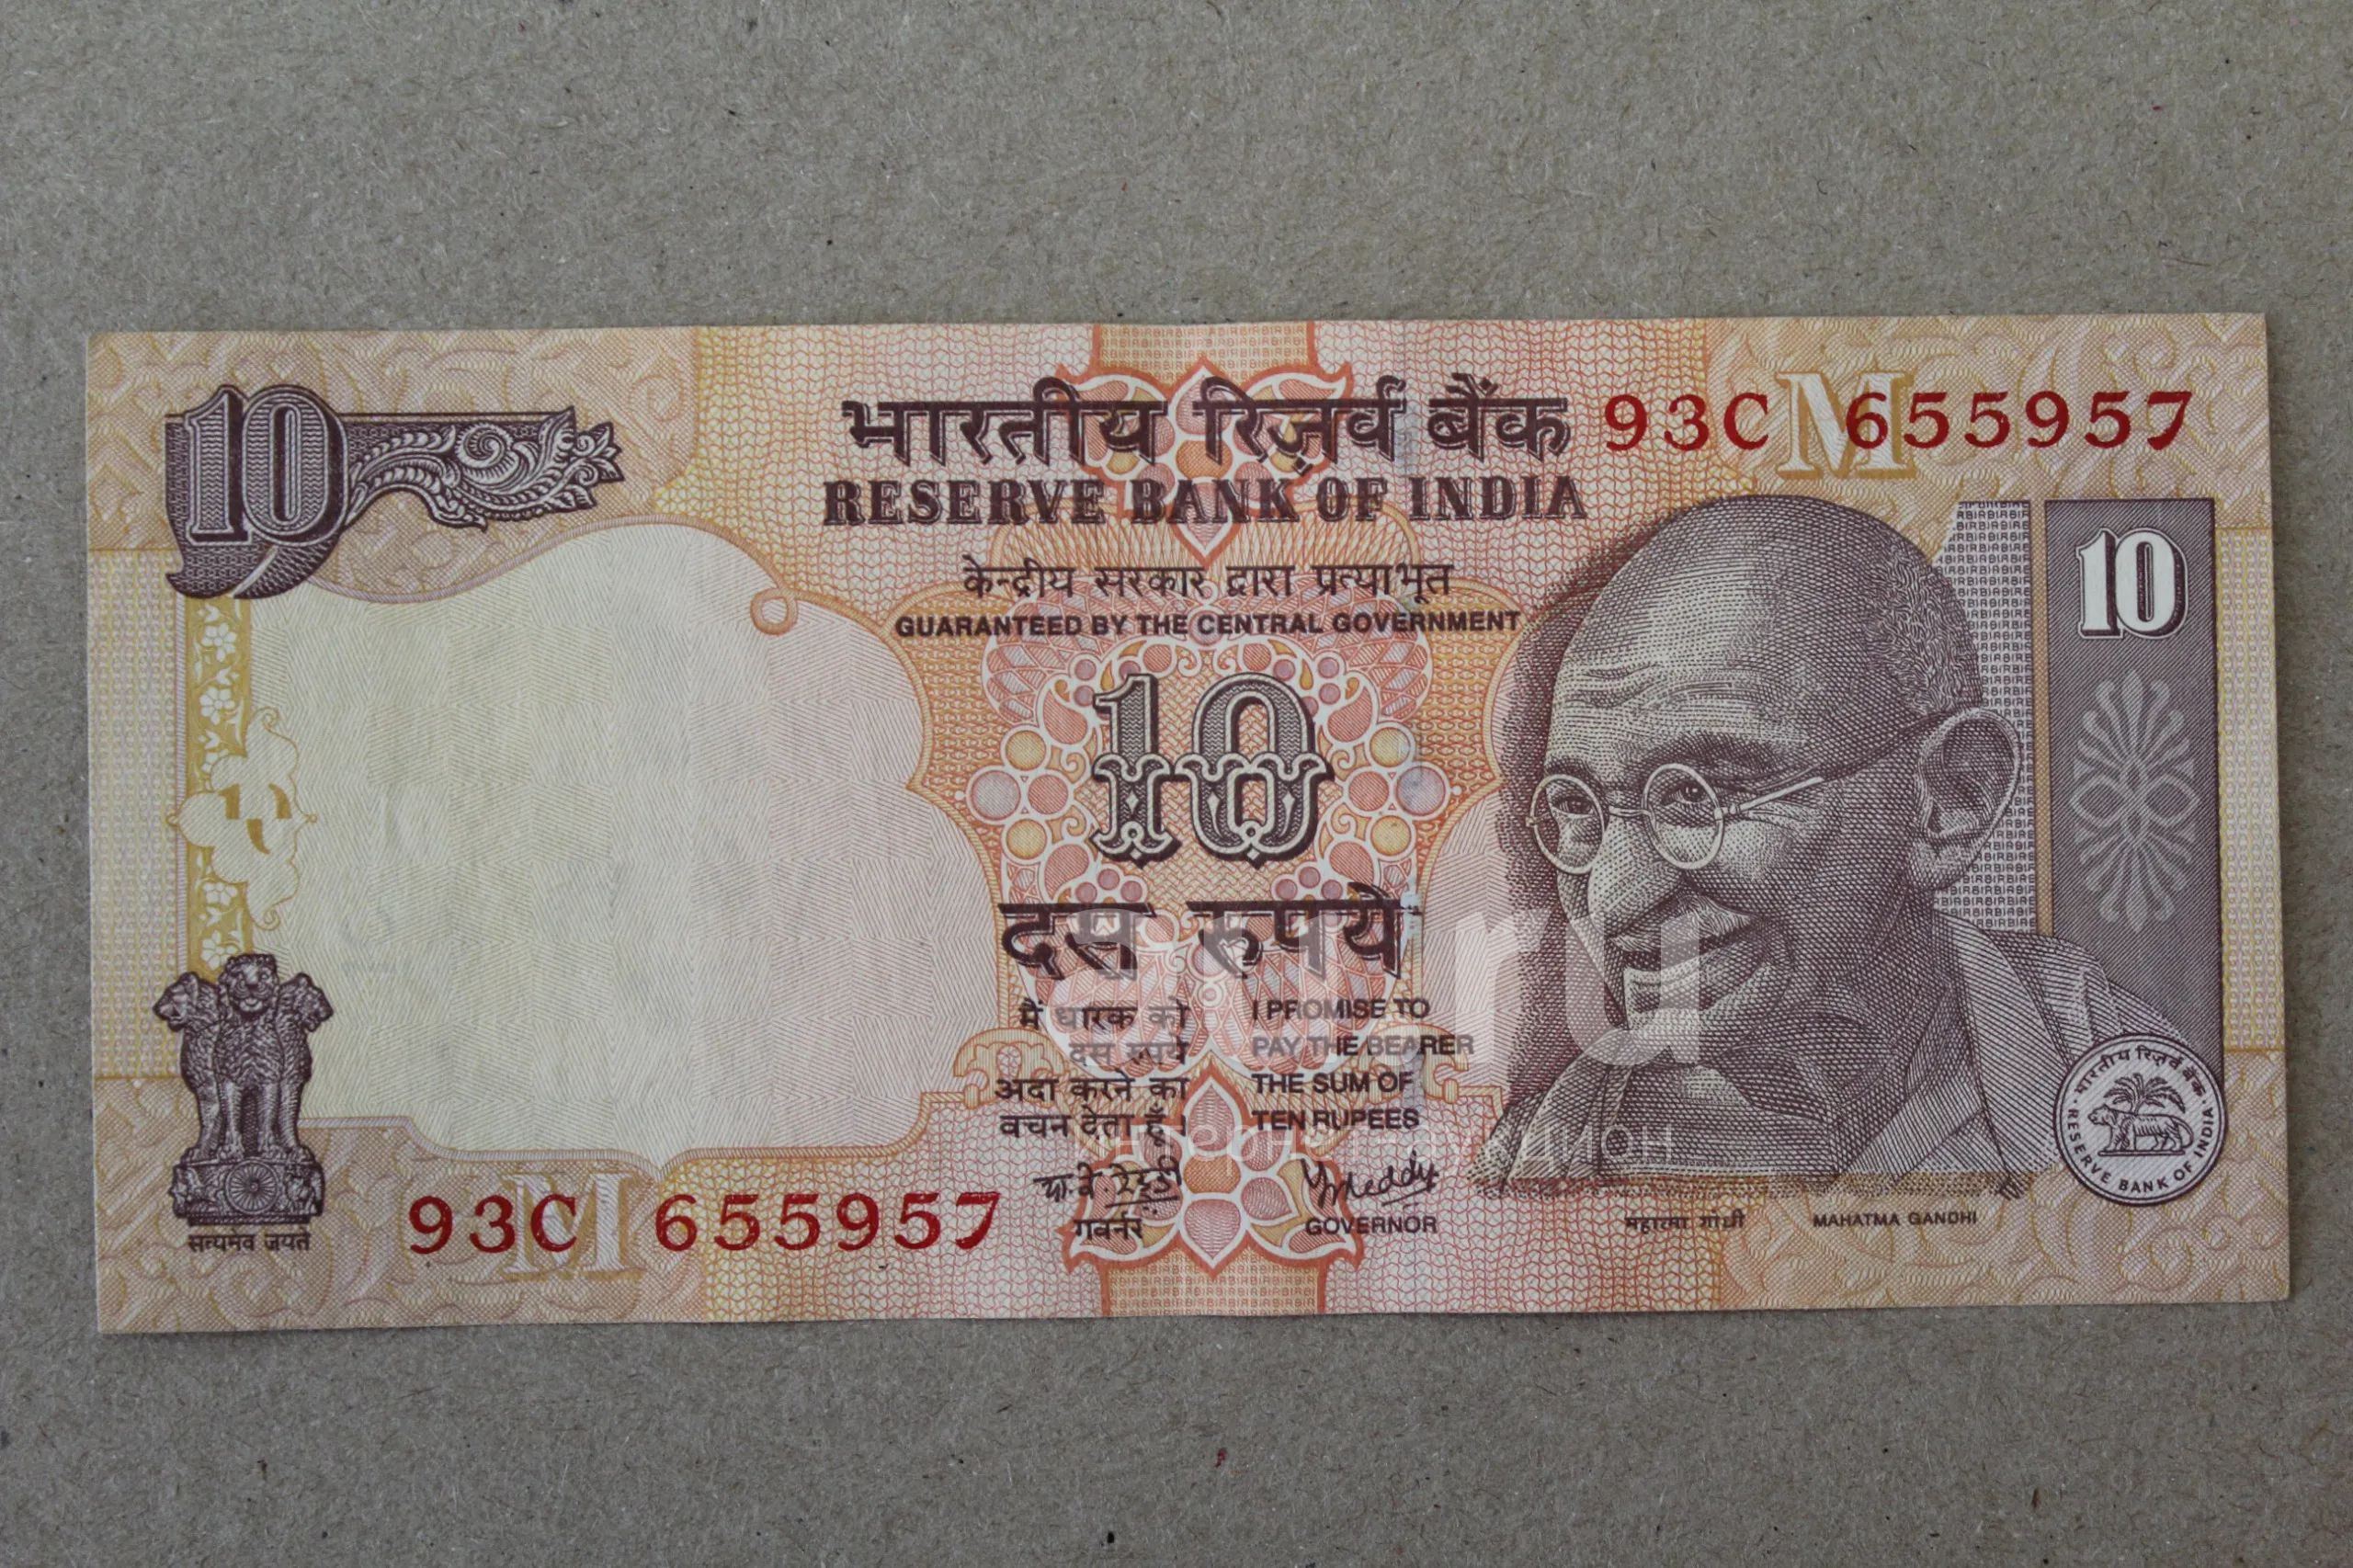 10
भारतीय रिज़र्व बैंक
93C 655957
M
RESERVE BANK OF INDIA
केन्द्रीय सरकार द्वारा प्रत्याभूत
GUARANTEED BY THE CENTRAL GOVERNMENT
10
10
दस रुपये
मैं धारक को
दस रुपये
अदा करने का
वचन देता हूँ ।
I PROMISE TO
PAY THE BEARER
THE SUM OF
TEN RUPEES
गवर्नर
GOVERNOR
सत्यमेव जयते
93C 655957
M
महात्मा गांधी
MAHATMA GANDHI
भारतीय रिज़र्व बैंक
RESERVE BANK OF INDIA
ru